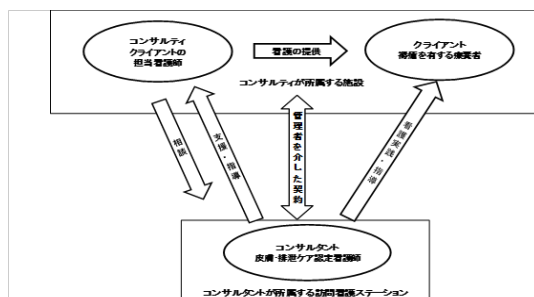 コンサルティ
クライアントの
担当看護師
看護の提供
クライアント
褥瘡を有する療養者
コンサルティが所属する施設
相談
支援・指導
管理者を介した契約
看護実践・指導
コンサルタント
皮膚・排泄ケア認定看護師
コンサルタントが所属する訪問看護ステーション